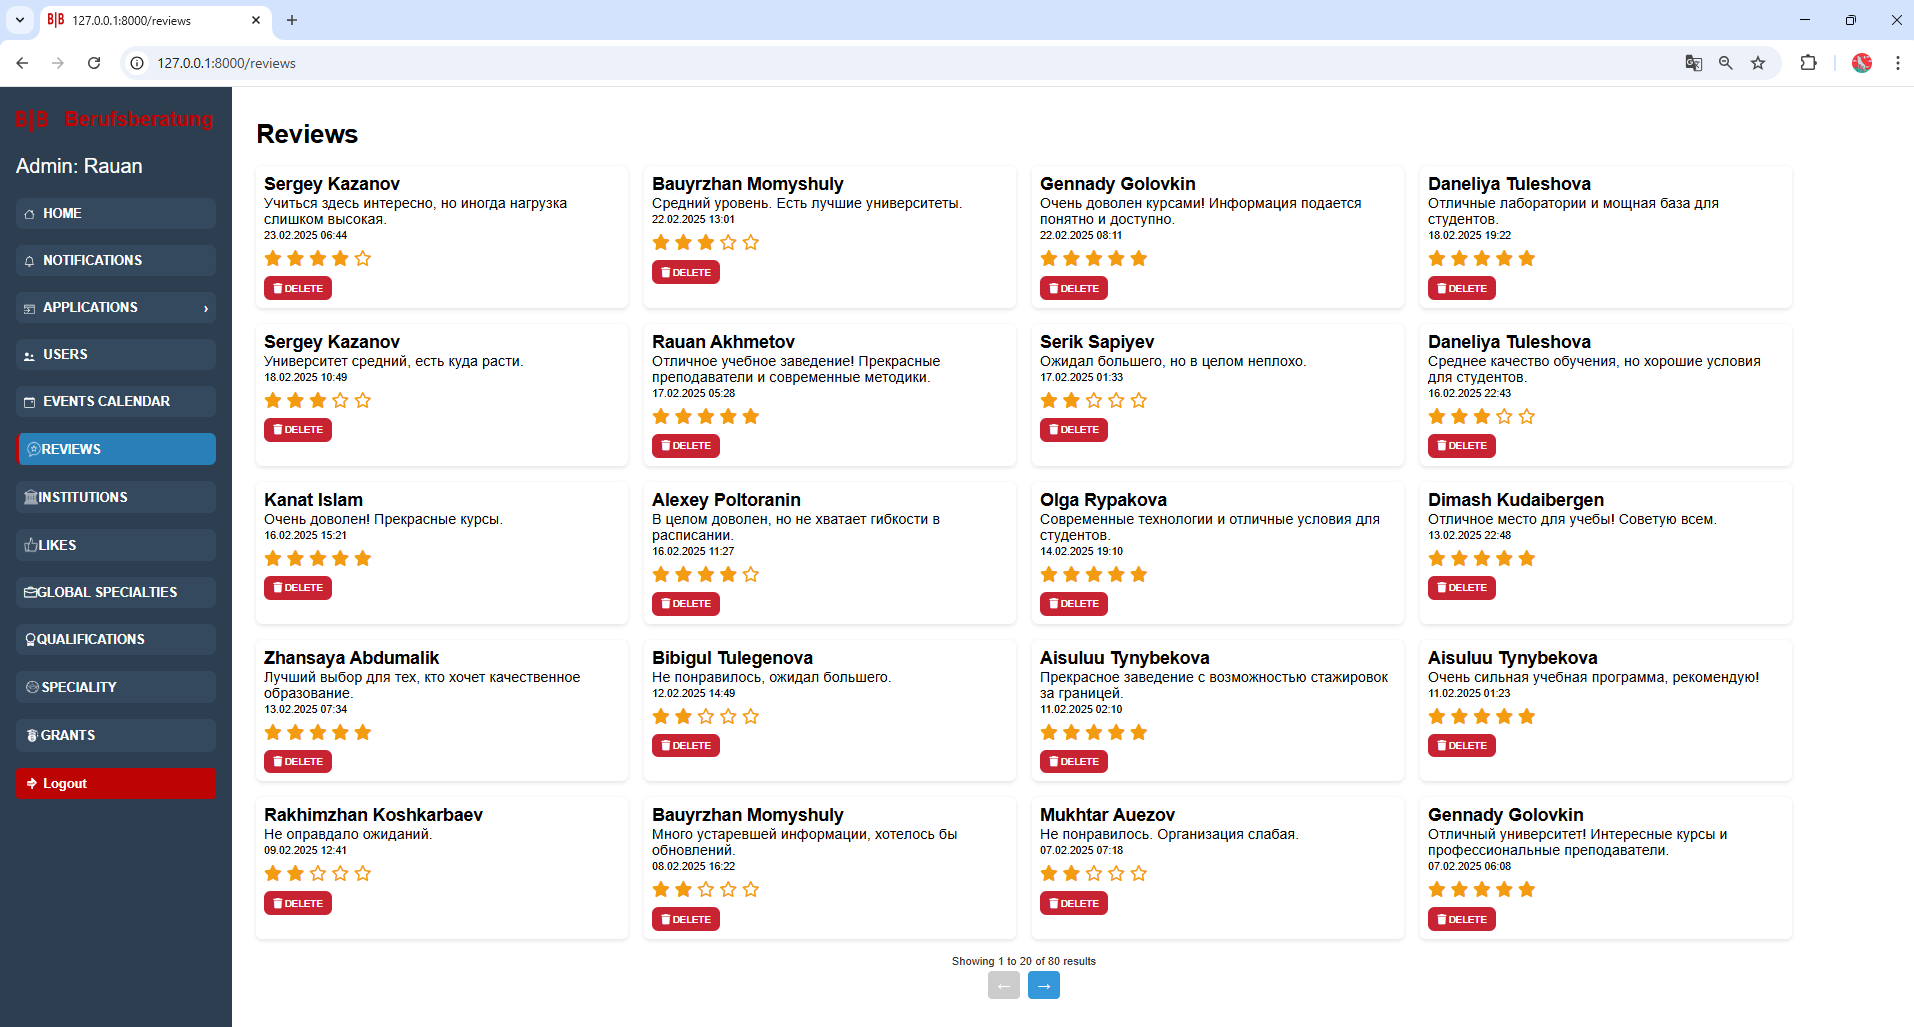 127.0.0.1:8000/reviews
127.0.0.1:8000/reviews
B|B Berufsberatung
Admin: Rauan
HOME
NOTIFICATIONS
APPLICATIONS ›
USERS
EVENTS CALENDAR
REVIEWS
INSTITUTIONS
LIKES
GLOBAL SPECIALTIES
QUALIFICATIONS
SPECIALITY
GRANTS
Logout
Reviews
Sergey Kazanov
Учиться здесь интересно, но иногда нагрузка
слишком высокая.
23.02.2025 06:44
DELETE
Bauyrzhan Momyshuly
Средний уровень. Есть лучшие университеты.
22.02.2025 13:01
DELETE
Gennady Golovkin
Очень доволен курсами! Информация подается
понятно и доступно.
22.02.2025 08:11
DELETE
Daneliya Tuleshova
Отличные лаборатории и мощная база для
студентов.
18.02.2025 19:22
DELETE
Sergey Kazanov
Университет средний, есть куда расти.
18.02.2025 10:49
DELETE
Rauan Akhmetov
Отличное учебное заведение! Прекрасные
преподаватели и современные методики.
17.02.2025 05:28
DELETE
Serik Sapiyev
Ожидал большего, но в целом неплохо.
17.02.2025 01:33
DELETE
Daneliya Tuleshova
Среднее качество обучения, но хорошие условия
для студентов.
16.02.2025 22:43
DELETE
Kanat Islam
Очень доволен! Прекрасные курсы.
16.02.2025 15:21
DELETE
Alexey Poltoranin
В целом доволен, но не хватает гибкости в
расписании.
16.02.2025 11:27
DELETE
Olga Rypakova
Современные технологии и отличные условия для
студентов.
14.02.2025 19:10
DELETE
Dimash Kudaibergen
Отличное место для учебы! Советую всем.
13.02.2025 22:48
DELETE
Zhansaya Abdumalik
Лучший выбор для тех, кто хочет качественное
образование.
13.02.2025 07:34
DELETE
Bibigul Tulegenova
Не понравилось, ожидал большего.
12.02.2025 14:49
DELETE
Aisuluu Tynybekova
Прекрасное заведение с возможностью стажировок
за границей.
11.02.2025 02:10
DELETE
Aisuluu Tynybekova
Очень сильная учебная программа, рекомендую!
11.02.2025 01:23
DELETE
Rakhimzhan Koshkarbaev
Не оправдало ожиданий.
09.02.2025 12:41
DELETE
Bauyrzhan Momyshuly
Много устаревшей информации, хотелось бы
обновлений.
08.02.2025 16:22
DELETE
Mukhtar Auezov
Не понравилось. Организация слабая.
07.02.2025 07:18
DELETE
Gennady Golovkin
Отличный университет! Интересные курсы и
профессиональные преподаватели.
07.02.2025 06:08
DELETE
Showing 1 to 20 of 80 results
← →